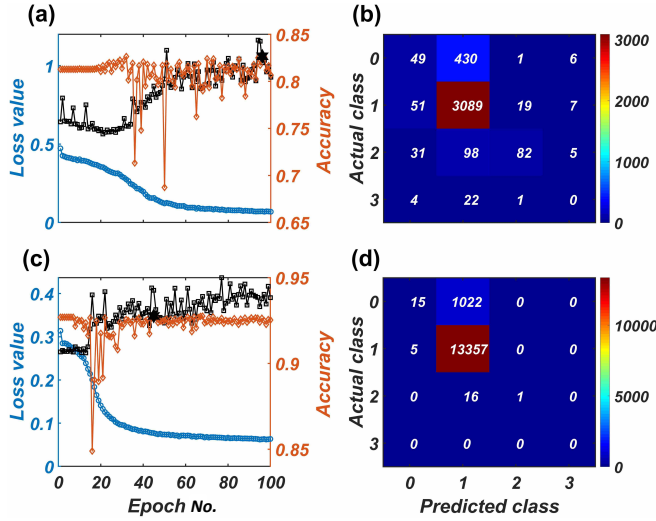 (a)
Loss value
1
0.5
0
0.85
0.8
0.75
0.7
0.65
Accuracy
(b)
Actual class
0
1
2
3
49 430 1 6
51 3089 19 7
31 98 82 5
4 22 1 0
3000
2000
1000
0
(c)
Loss value
0.4
0.3
0.2
0.1
0
0.95
0.9
0.85
Accuracy
0 20 40 60 80 100
Epoch No.
(d)
Actual class
0
1
2
3
15 1022 0 0
5 13357 0 0
0 16 1 0
0 0 0 0
10000
5000
0
0 1 2 3
Predicted class